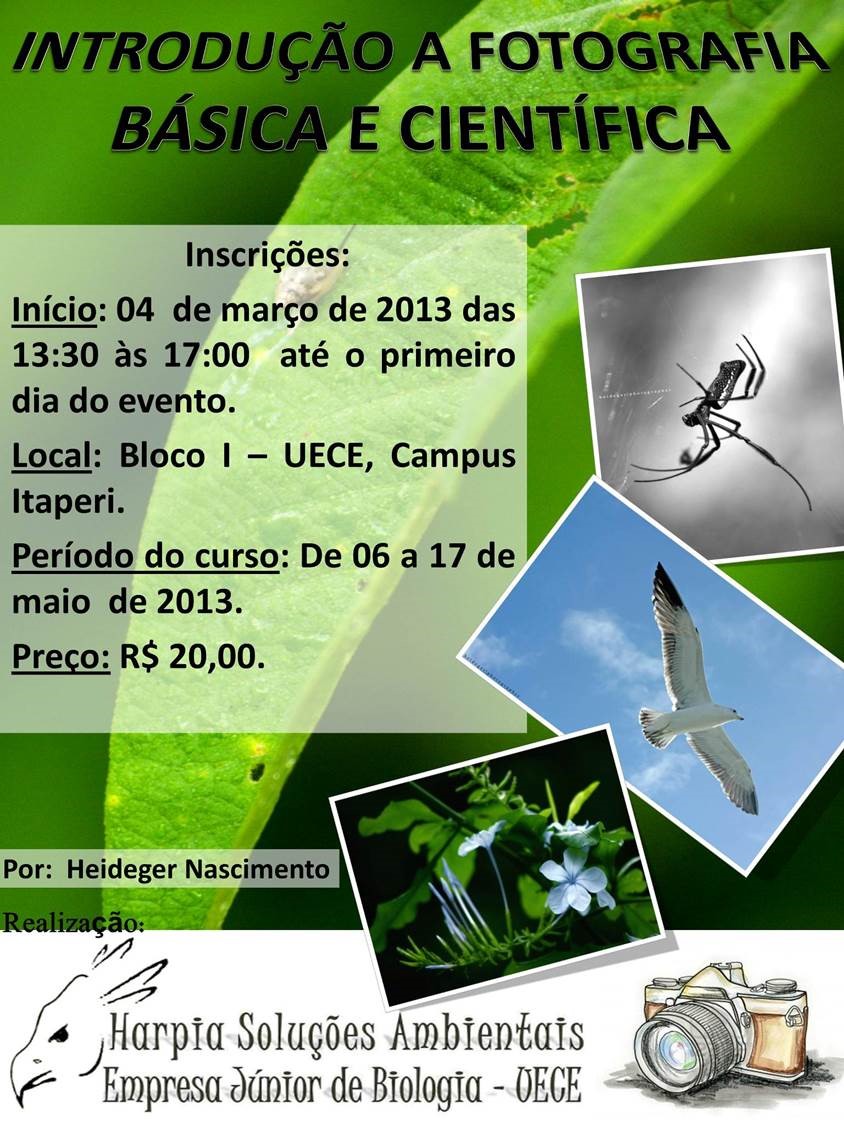 INTRODUÇÃO A FOTOGRAFIA
BÁSICA E CIENTÍFICA
Inscrições:
Início: 04 de março de 2013 das
13:30 às 17:00 até o primeiro
dia do evento.
Local: Bloco I – UECE, Campus
Itaperi.
Período do curso: De 06 a 17 de
maio de 2013.
Preço: R$ 20,00.
Por: Heideger Nascimento
Realização:
Harpia Soluções Ambientais
Empresa Júnior de Biologia - UECE